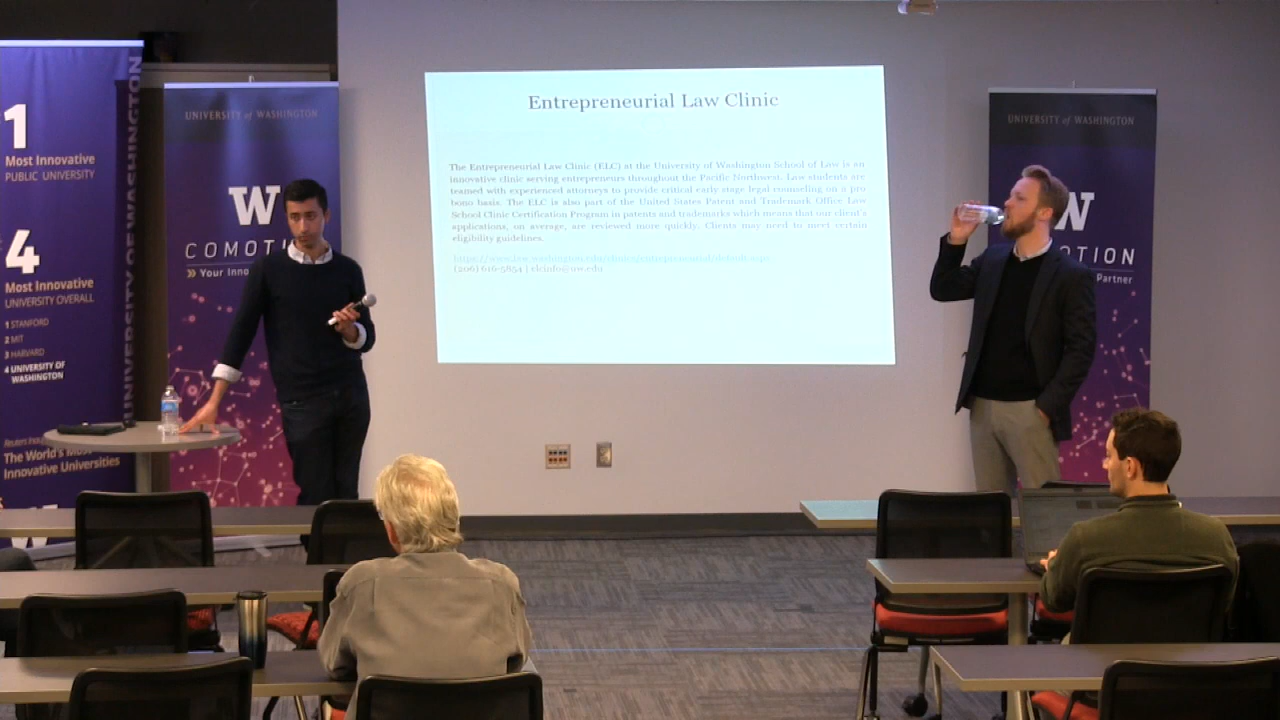 1
Most Innovative
PUBLIC UNIVERSITY
4
Most Innovative
UNIVERSITY OVERALL
1 STANFORD
2 MIT
3 HARVARD
4 UNIVERSITY OF
WASHINGTON
The World's Most
Innovative Universities
UNIVERSITY of WASHINGTON
UNIVERSITY of WASHINGTON
W
COMOTION
Your Inno
Entrepreneurial Law Clinic
The Entrepreneurial Law Clinic (ELC) at the University of Washington School of Law is an
innovative clinic serving entrepreneurs throughout the Pacific Northwest. Law students are
teamed with experienced attorneys to provide critical early stage legal counseling on a pro
bono basis. The ELC is also part of the United States Patent and Trademark Office Law
School Clinic Certification Program in patents and trademarks which means that our client's
applications, on average, are reviewed more quickly. Clients may need to meet certain
eligibility guidelines.
(206) 616-5854 | elcinfo@uw.edu
UNIVERSITY of WASHINGTON
W
MOTION
Partner